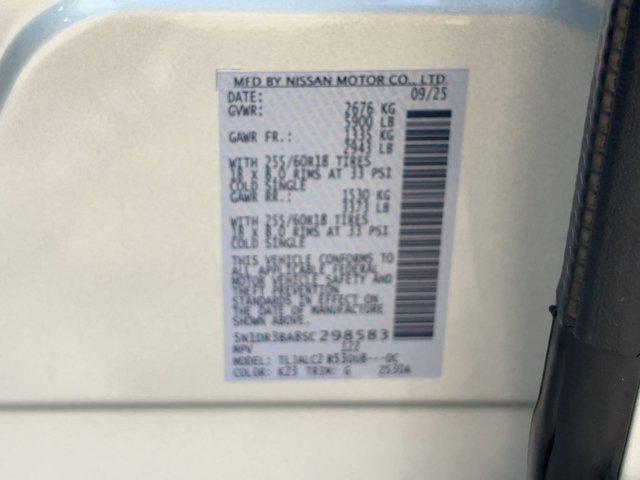 MFD BY NISSAN MOTOR CO., LTD
DATE: 09/25
GVWR: 2676 KG
5900 LB
GAWR FR.: 1335 KG
2943 LB
WITH 255/60R18 TIRES
18 X 8.0 RIMS AT 33 PSI
COLD SINGLE
GAWR RR.: 1530 KG
3373 LB
WITH 255/60R18 TIRES
18 X 8.0 RIMS AT 33 PSI
COLD SINGLE
THIS VEHICLE CONFORMS TO
ALL APPLICABLE FEDERAL
MOTOR VEHICLE SAFETY AND
THEFT PREVENTION
STANDARDS IN EFFECT ON
THE DATE OF MANUFACTURE
SHOWN ABOVE.
5N1DR3BA8SC298583
MPV
MODEL:
COLOR: K23 TRIM: G